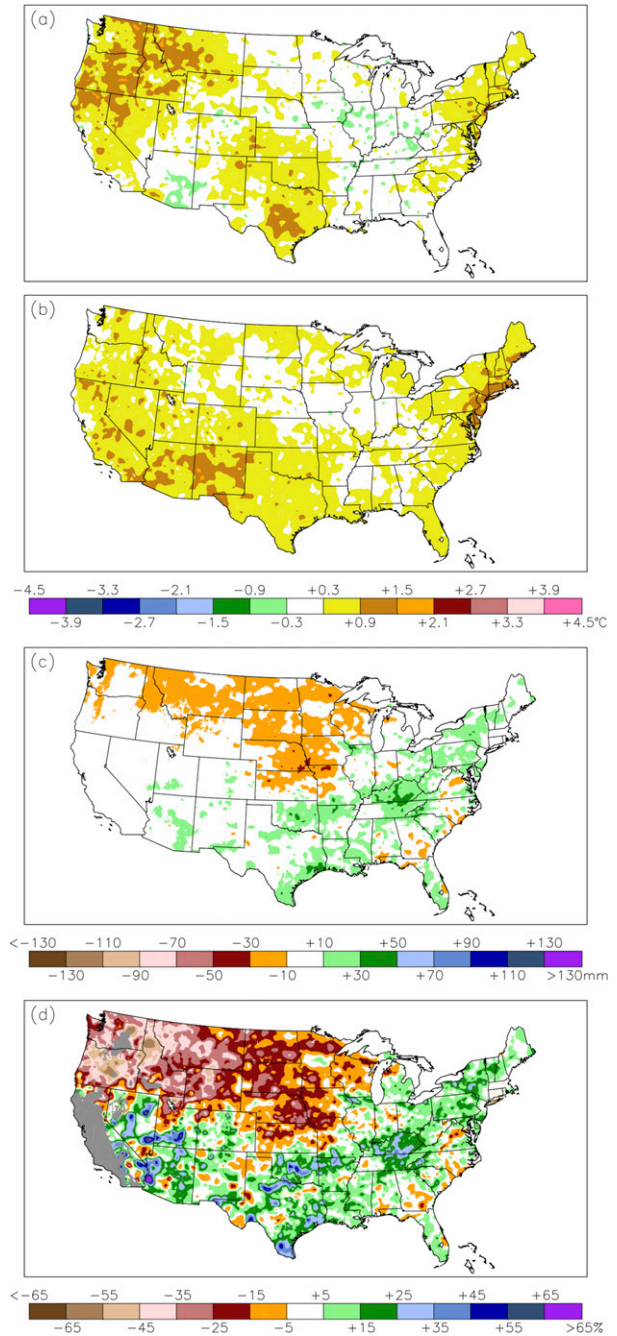 (a)
(b)
−4.5 −3.3 −2.1 −0.9 +0.3 +1.5 +2.7 +3.9
−3.9 −2.7 −1.5 −0.3 +0.9 +2.1 +3.3 +4.5°C
(c)
<−130 −110 −70 −30 +10 +50 +90 +130
−130 −90 −50 −10 +30 +70 +110 >130mm
(d)
<−65 −55 −35 −15 +5 +25 +45 +65
−65 −45 −25 −5 +15 +35 +55 >65%